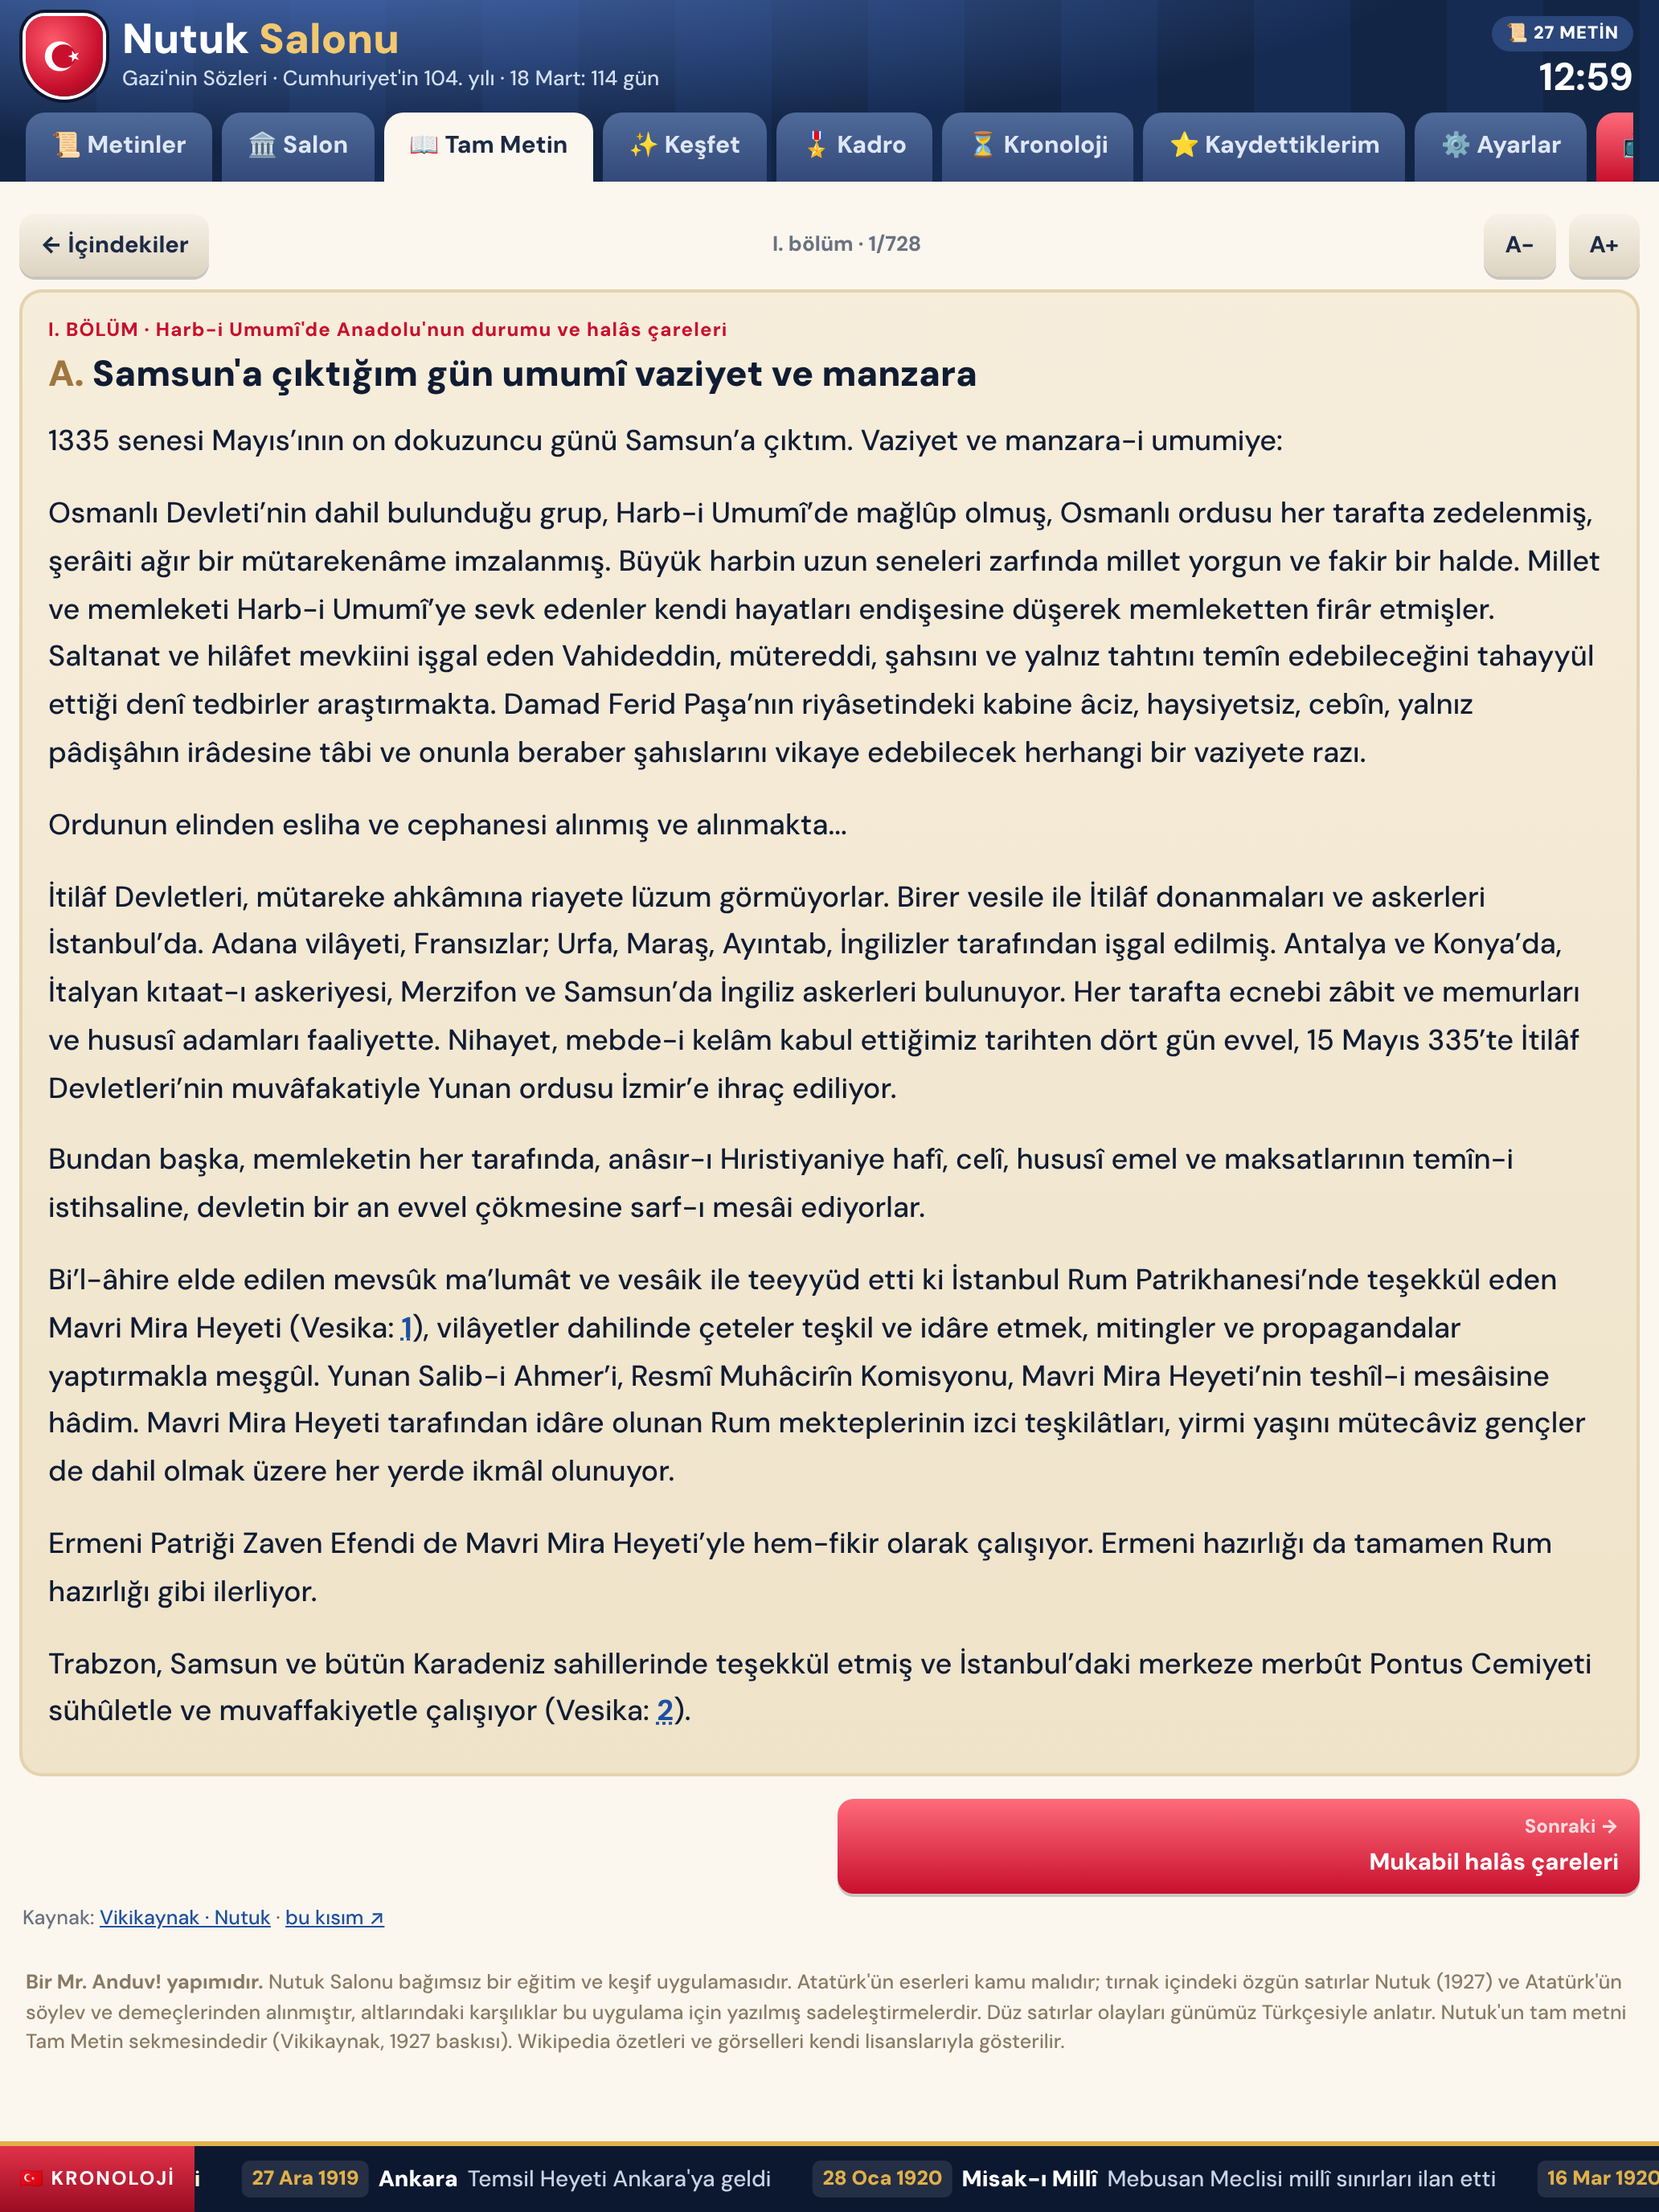 Nutuk Salonu
Gazi'nin Sözleri · Cumhuriyet'in 104. yılı · 18 Mart: 114 gün
📜 27 METİN
12:59
📜 Metinler
🏛️ Salon
📖 Tam Metin
✨ Keşfet
🎖️ Kadro
⏳ Kronoloji
⭐ Kaydettiklerim
⚙️ Ayarlar
← İçindekiler
I. bölüm · 1/728
A−
A+
I. BÖLÜM · Harb-i Umumî'de Anadolu'nun durumu ve halâs çareleri
A. Samsun'a çıktığım gün umumî vaziyet ve manzara
1335 senesi Mayıs’ının on dokuzuncu günü Samsun’a çıktım. Vaziyet ve manzara-i umumiye:
Osmanlı Devleti’nin dahil bulunduğu grup, Harb-i Umumî’de mağlûp olmuş, Osmanlı ordusu her tarafta zedelenmiş,
şerâiti ağır bir mütarekenâme imzalanmış. Büyük harbin uzun seneleri zarfında millet yorgun ve fakir bir halde. Millet
ve memleketi Harb-i Umumî’ye sevk edenler kendi hayatları endişesine düşerek memleketten firâr etmişler.
Saltanat ve hilâfet mevkiini işgal eden Vahideddin, mütereddi, şahsını ve yalnız tahtını temîn edebileceğini tahayyül
ettiği denî tedbirler araştırmakta. Damad Ferid Paşa’nın riyâsetindeki kabine âciz, haysiyetsiz, cebîn, yalnız
pâdişâhın irâdesine tâbi ve onunla beraber şahıslarını vikaye edebilecek herhangi bir vaziyete razı.
Ordunun elinden esliha ve cephanesi alınmış ve alınmakta...
İtilâf Devletleri, mütareke ahkâmına riayete lüzum görmüyorlar. Birer vesile ile İtilâf donanmaları ve askerleri
İstanbul’da. Adana vilâyeti, Fransızlar; Urfa, Maraş, Ayıntab, İngilizler tarafından işgal edilmiş. Antalya ve Konya’da,
İtalyan kıtaat-ı askeriyesi, Merzifon ve Samsun’da İngiliz askerleri bulunuyor. Her tarafta ecnebi zâbit ve memurları
ve hususî adamları faaliyette. Nihayet, mebde-i kelâm kabul ettiğimiz tarihten dört gün evvel, 15 Mayıs 335’te İtilâf
Devletleri’nin muvâfakatiyle Yunan ordusu İzmir’e ihraç ediliyor.
Bundan başka, memleketin her tarafında, anâsır-ı Hıristiyaniye hafî, celî, hususî emel ve maksatlarının temîn-i
istihsaline, devletin bir an evvel çökmesine sarf-ı mesâi ediyorlar.
Bi’l-âhire elde edilen mevsûk ma’lumât ve vesâik ile teeyyüd etti ki İstanbul Rum Patrikhanesi’nde teşekkül eden
Mavri Mira Heyeti (Vesika: 1), vilâyetler dahilinde çeteler teşkil ve idâre etmek, mitingler ve propagandalar
yaptırmakla meşgûl. Yunan Salib-i Ahmer’i, Resmî Muhâcirîn Komisyonu, Mavri Mira Heyeti’nin teshîl-i mesâisine
hâdim. Mavri Mira Heyeti tarafından idâre olunan Rum mekteplerinin izci teşkilâtları, yirmi yaşını mütecâviz gençler
de dahil olmak üzere her yerde ikmâl olunuyor.
Ermeni Patriği Zaven Efendi de Mavri Mira Heyeti’yle hem-fikir olarak çalışıyor. Ermeni hazırlığı da tamamen Rum
hazırlığı gibi ilerliyor.
Trabzon, Samsun ve bütün Karadeniz sahillerinde teşekkül etmiş ve İstanbul’daki merkeze merbût Pontus Cemiyeti
sühûletle ve muvaffakiyetle çalışıyor (Vesika: 2).
Sonraki →
Mukabil halâs çareleri
Kaynak: Vikikaynak · Nutuk · bu kısım ↗
Bir Mr. Anduv! yapımıdır. Nutuk Salonu bağımsız bir eğitim ve keşif uygulamasıdır. Atatürk'ün eserleri kamu malıdır; tırnak içindeki özgün satırlar Nutuk (1927) ve Atatürk'ün
söylev ve demeçlerinden alınmıştır, altlarındaki karşılıklar bu uygulama için yazılmış sadeleştirmelerdir. Düz satırlar olayları günümüz Türkçesiyle anlatır. Nutuk'un tam metni
Tam Metin sekmesindedir (Vikikaynak, 1927 baskısı). Wikipedia özetleri ve görselleri kendi lisanslarıyla gösterilir.
🇹🇷 KRONOLOJİ
i
27 Ara 1919 Ankara Temsil Heyeti Ankara'ya geldi
28 Oca 1920 Misak-ı Millî Mebusan Meclisi millî sınırları ilan etti
16 Mar 1920